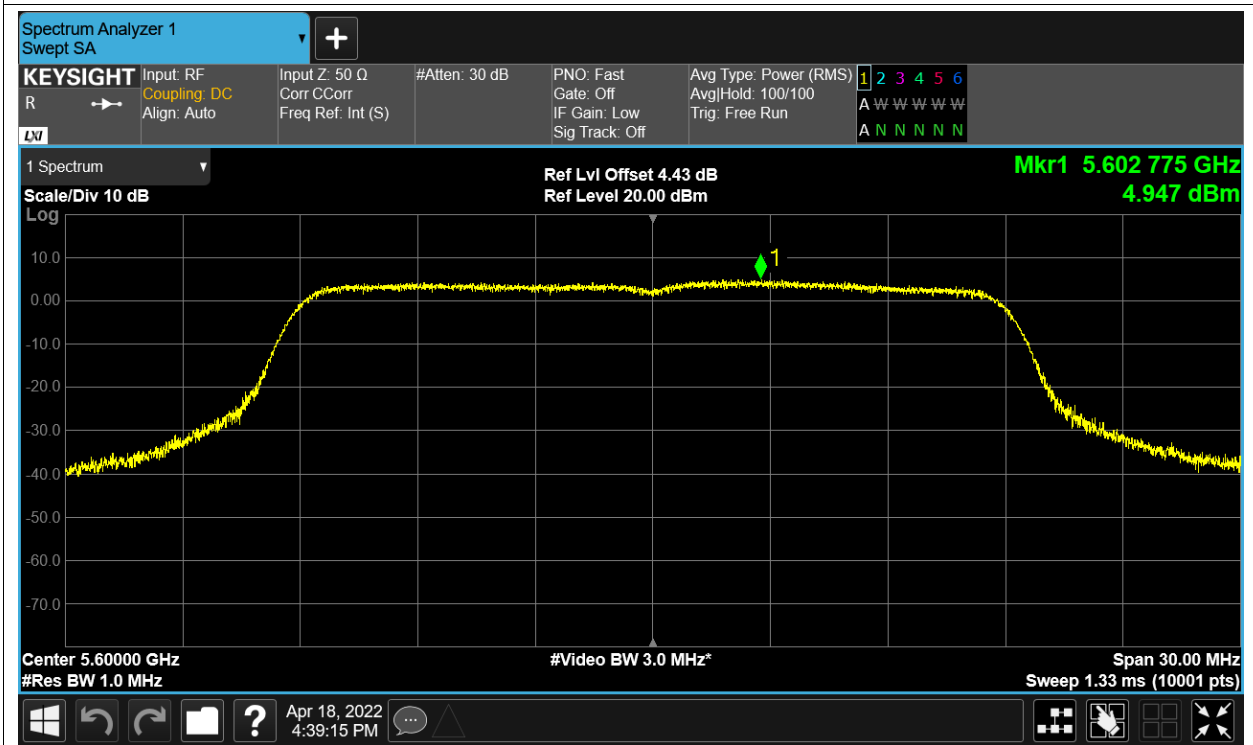 Spectrum Analyzer 1
Swept SA
KEYSIGHT
R
LXI
Input: RF
Coupling: DC
Align: Auto
Input Z: 50 Ω
Corr CCorr
Freq Ref: Int (S)
#Atten: 30 dB
PNO: Fast
Gate: Off
IF Gain: Low
Sig Track: Off
Avg Type: Power (RMS)
Avg|Hold: 100/100
Trig: Free Run
1 2 3 4 5 6
A W W W W W
A N N N N N
1 Spectrum
Scale/Div 10 dB
Ref Lvl Offset 4.43 dB
Ref Level 20.00 dBm
Mkr1 5.602 775 GHz
4.947 dBm
Log
1
10.0
0.00
-10.0
-20.0
-30.0
-40.0
-50.0
-60.0
-70.0
Center 5.60000 GHz
#Res BW 1.0 MHz
#Video BW 3.0 MHz*
Span 30.00 MHz
Sweep 1.33 ms (10001 pts)
?
Apr 18, 2022
4:39:15 PM